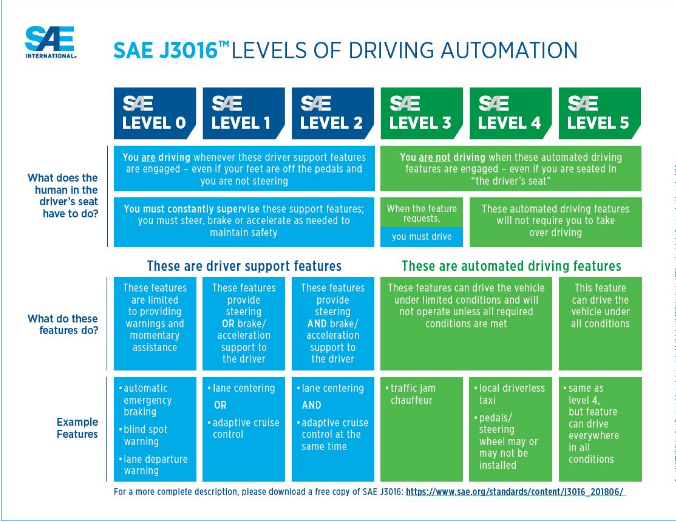 SAE
INTERNATIONAL®
SAE J3016™ LEVELS OF DRIVING AUTOMATION
SAE
LEVEL 0
SAE
LEVEL 1
SAE
LEVEL 2
SAE
LEVEL 3
SAE
LEVEL 4
SAE
LEVEL 5
What does the
human in the
driver's seat
have to do?
You are driving whenever these driver support features
are engaged – even if your feet are off the pedals and
you are not steering
You are not driving when these automated driving
features are engaged – even if you are seated in
"the driver's seat"
You must constantly supervise these support features;
you must steer, brake or accelerate as needed to
maintain safety
When the feature
requests,
you must drive
These automated driving features
will not require you to take
over driving
These are driver support features
These are automated driving features
What do these
features do?
These features
are limited
to providing
warnings and
momentary
assistance
These features
provide
steering
OR brake/
acceleration
support to
the driver
These features
provide
steering
AND brake/
acceleration
support to
the driver
These features can drive the vehicle
under limited conditions and will
not operate unless all required
conditions are met
This feature
can drive the
vehicle under
all conditions
Example
Features
• automatic
emergency
braking
• blind spot
warning
• lane departure
warning
• lane centering
OR
• adaptive cruise
control
• lane centering
AND
• adaptive cruise
control at the
same time
• traffic jam
chauffeur
• local driverless
taxi
• pedals/
steering
wheel may or
may not be
installed
• same as
level 4,
but feature
can drive
everywhere
in all
conditions
For a more complete description, please download a free copy of SAE J3016: https://www.sae.org/standards/content/j3016_201806/